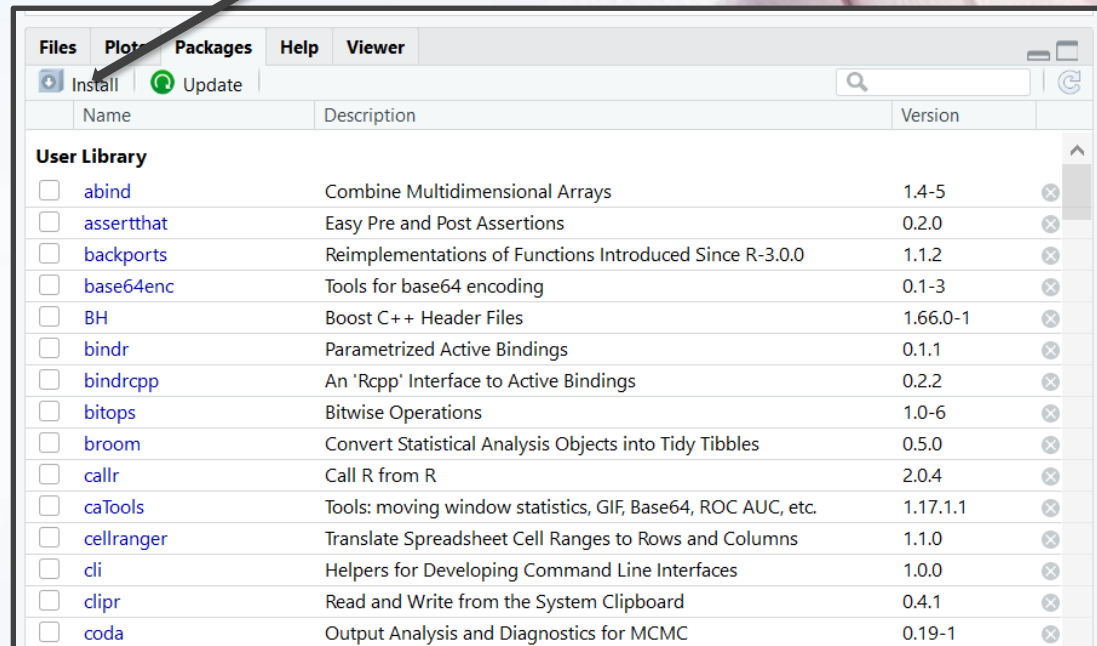 Files Plots Packages Help Viewer
Install Update
Name Description Version
User Library
abind Combine Multidimensional Arrays 1.4-5
assertthat Easy Pre and Post Assertions 0.2.0
backports Reimplementations of Functions Introduced Since R-3.0.0 1.1.2
base64enc Tools for base64 encoding 0.1-3
BH Boost C++ Header Files 1.66.0-1
bindr Parametrized Active Bindings 0.1.1
bindrcpp An 'Rcpp' Interface to Active Bindings 0.2.2
bitops Bitwise Operations 1.0-6
broom Convert Statistical Analysis Objects into Tidy Tibbles 0.5.0
callr Call R from R 2.0.4
caTools Tools: moving window statistics, GIF, Base64, ROC AUC, etc. 1.17.1.1
cellranger Translate Spreadsheet Cell Ranges to Rows and Columns 1.1.0
cli Helpers for Developing Command Line Interfaces 1.0.0
clipr Read and Write from the System Clipboard 0.4.1
coda Output Analysis and Diagnostics for MCMC 0.19-1